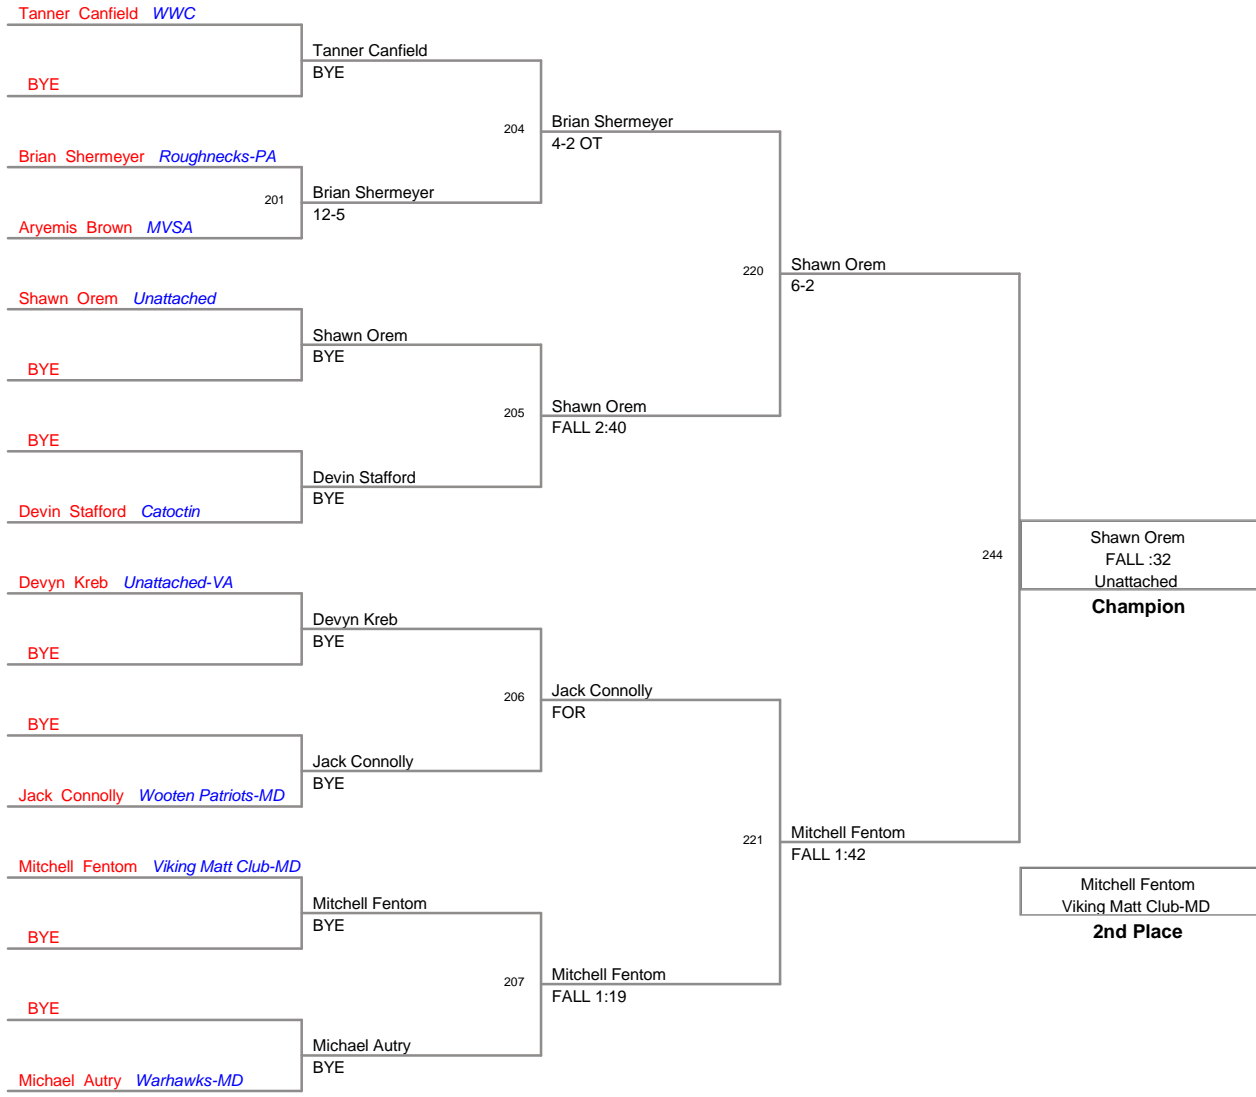 Tanner Canfield WWC
BYE
Tanner Canfield
BYE
Brian Shermeyer Roughnecks-PA
Aryemis Brown MVSA
201
Brian Shermeyer
12-5
204
Brian Shermeyer
4-2 OT
Shawn Orem Unattached
BYE
Shawn Orem
BYE
BYE
Devin Stafford Catoctin
Devin Stafford
BYE
205
Shawn Orem
FALL 2:40
220
Shawn Orem
6-2
Devyn Kreb Unattached-VA
BYE
Devyn Kreb
BYE
BYE
Jack Connolly Wooten Patriots-MD
Jack Connolly
BYE
206
Jack Connolly
FOR
Mitchell Fentom Viking Matt Club-MD
BYE
Mitchell Fentom
BYE
BYE
Michael Autry Warhawks-MD
Michael Autry
BYE
207
Mitchell Fentom
FALL 1:19
221
Mitchell Fentom
FALL 1:42
244
Shawn Orem
FALL :32
Unattached
Champion
Mitchell Fentom
Viking Matt Club-MD
2nd Place